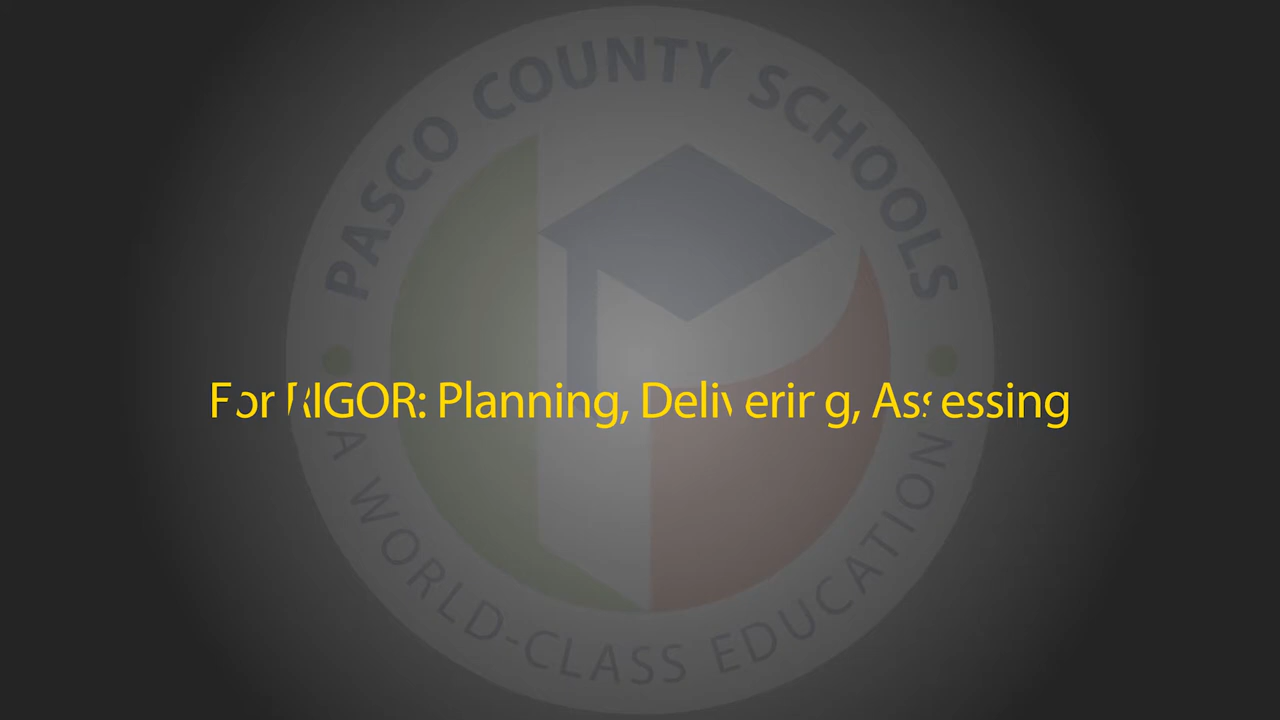 PASCO COUNTY SCHOOLS
For RIGOR: Planning, Delivering, Assessing
A WORLD-CLASS EDUCATION